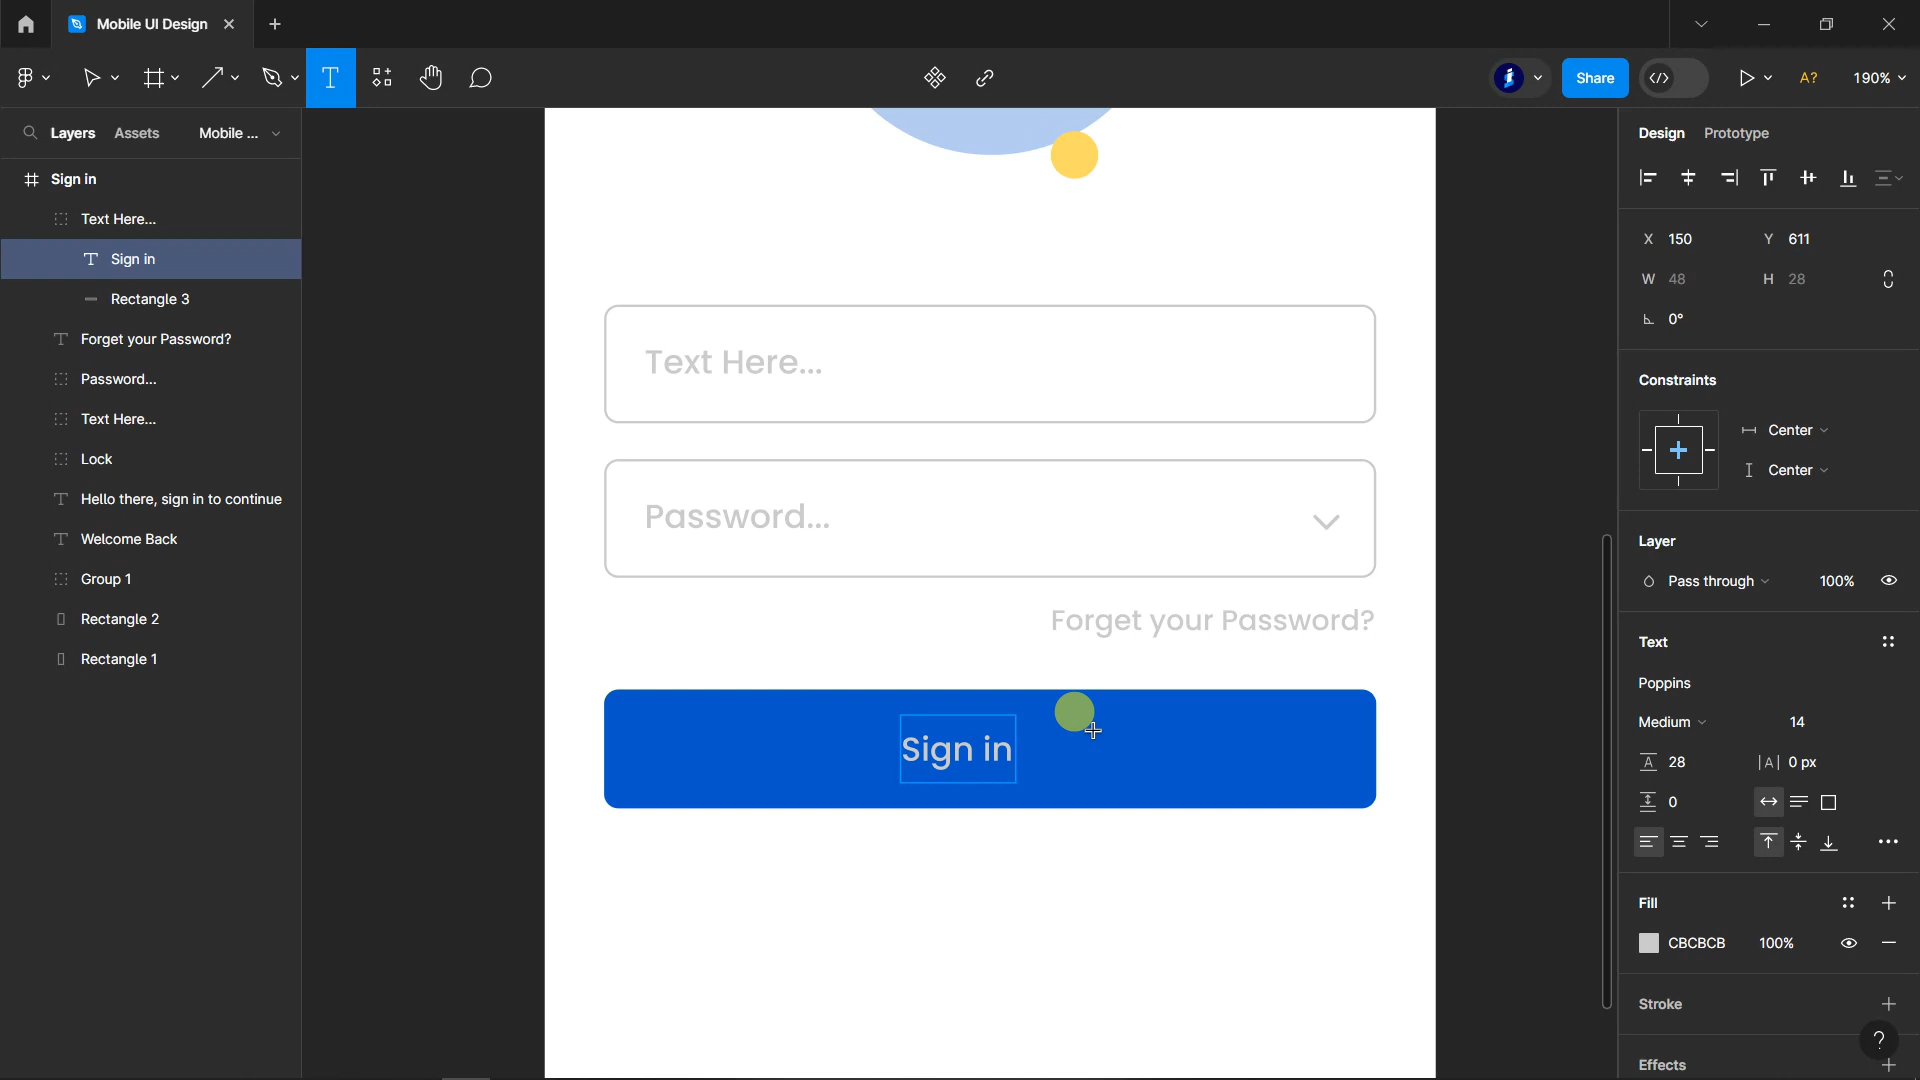 Mobile UI Design
Share
A?
190%
Layers
Assets
Mobile ...
Design
Prototype
Sign in
Text Here...
Sign in
Rectangle 3
Forget your Password?
Password...
Text Here...
Lock
Hello there, sign in to continue
Welcome Back
Group 1
Rectangle 2
Rectangle 1
Text Here...
Password...
Forget your Password?
Sign in
X 150
Y 611
W 48
H 28
0°
Constraints
Center
Center
Layer
Pass through
100%
Text
Poppins
Medium
14
A 28
|A| 0 px
0
Fill
CBCBCB
100%
Stroke
Effects
?